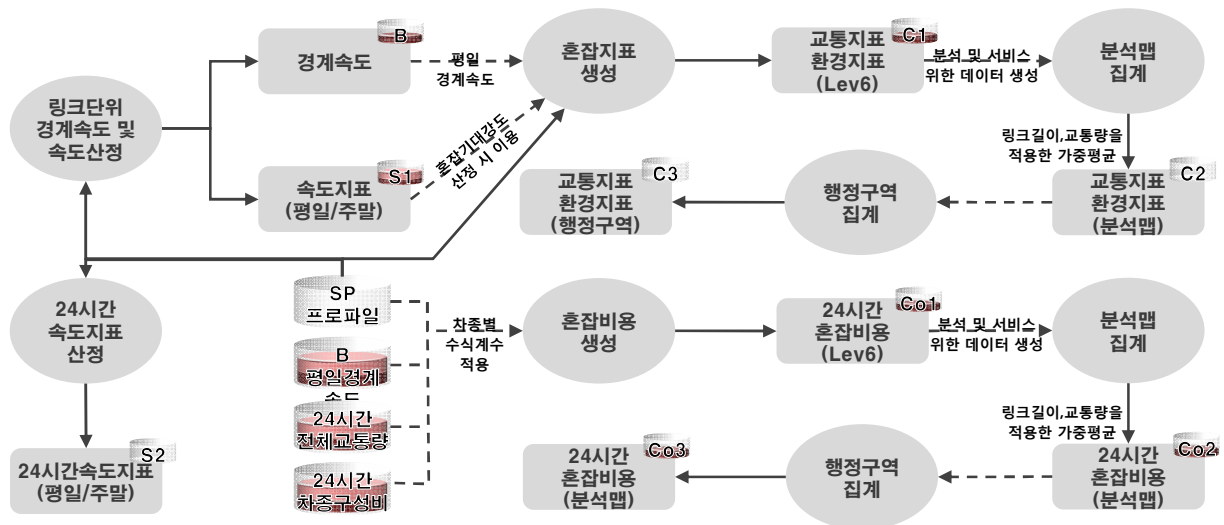 링크단위
경계속도 및
속도산정
B
경계속도
평일
경계속도
혼잡지표
생성
C1
교통지표
환경지표
(Lev6)
분석 및 서비스
위한 데이터 생성
분석맵
집계
S1
속도지표
(평일/주말)
혼잡기대강도
산정 시 이용
링크길이,교통량을
적용한 가중평균
C2
교통지표
환경지표
(분석맵)
행정구역
집계
C3
교통지표
환경지표
(행정구역)
24시간
속도지표
산정
S2
24시간속도지표
(평일/주말)
SP
프로파일
B
평일경계
속도
24시간
전체교통량
24시간
차종구성비
차종별
수식계수
적용
혼잡비용
생성
Co1
24시간
혼잡비용
(Lev6)
분석 및 서비스
위한 데이터 생성
분석맵
집계
링크길이,교통량을
적용한 가중평균
Co2
24시간
혼잡비용
(분석맵)
행정구역
집계
Co3
24시간
혼잡비용
(분석맵)